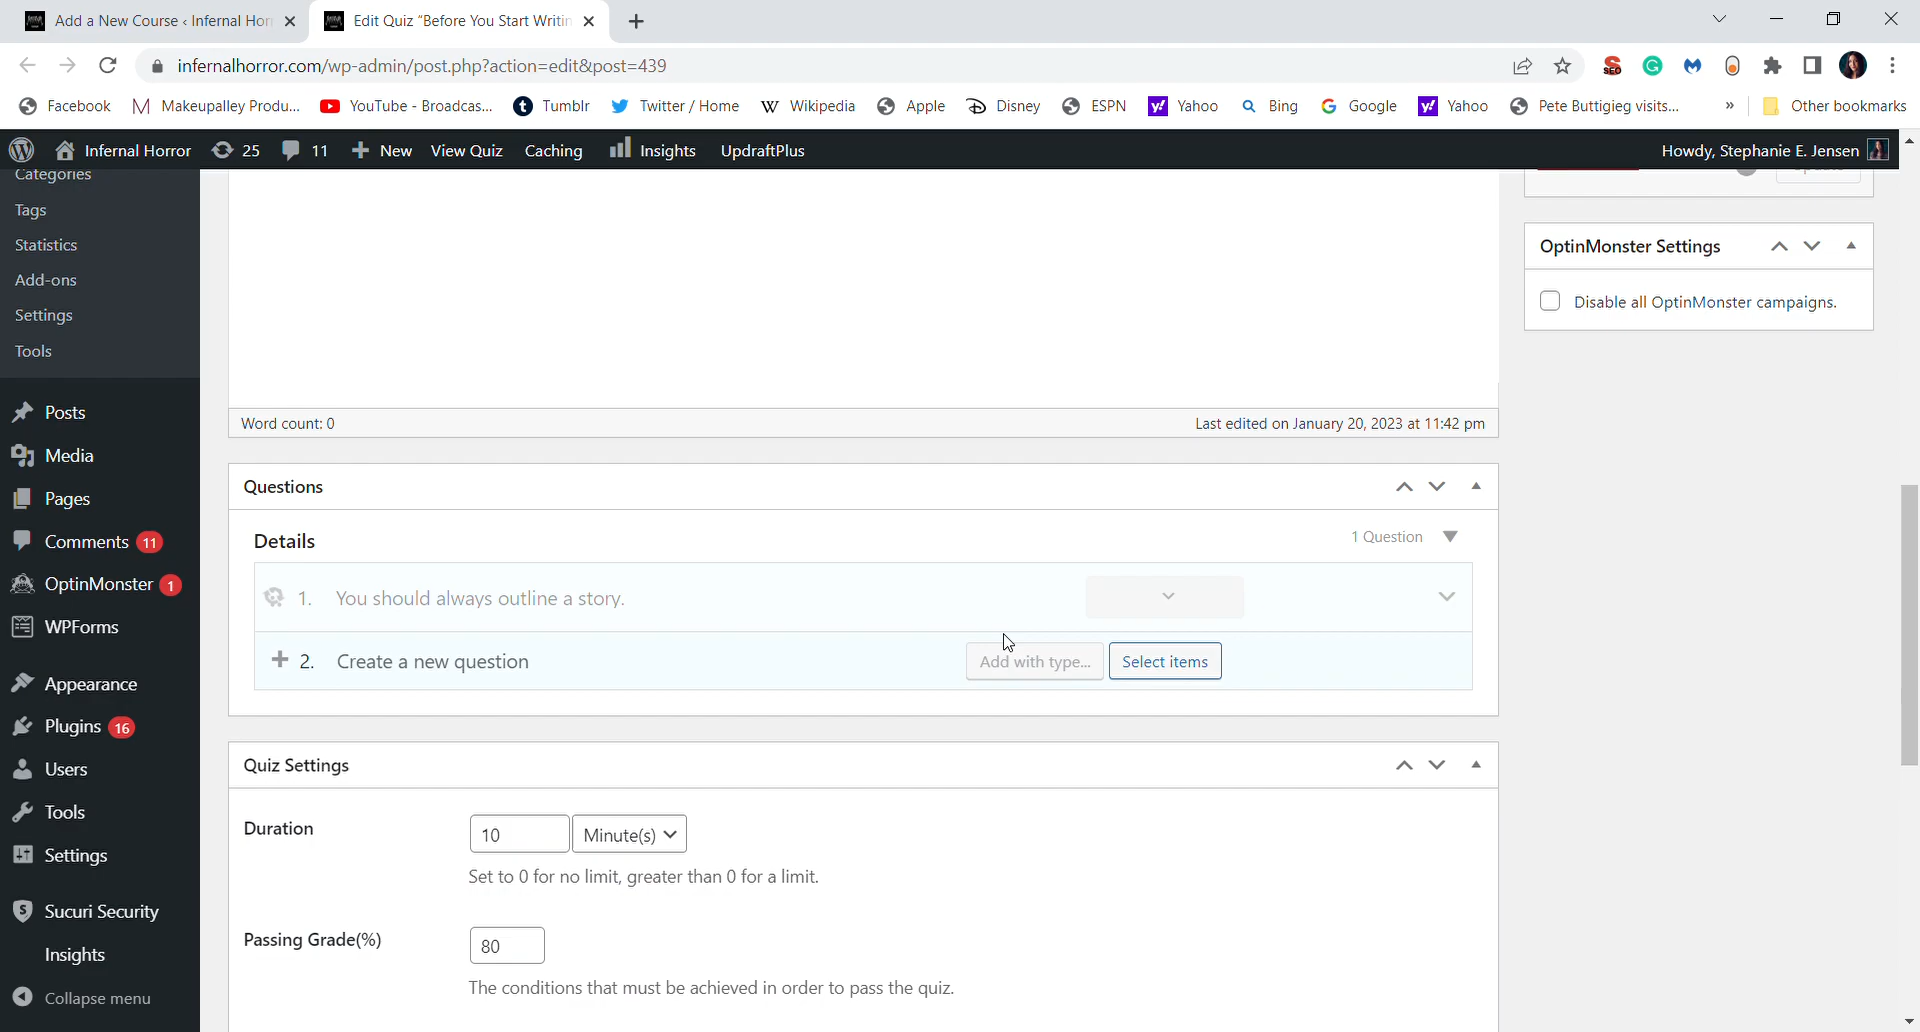 Add a New Course ‹ Infernal Hor
Edit Quiz "Before You Start Writin
infernalhorror.com/wp-admin/post.php?action=edit&post=439
Facebook
Makeupalley Produ...
YouTube - Broadcas...
Tumblr
Twitter / Home
Wikipedia
Apple
Disney
ESPN
Yahoo
Bing
Google
Yahoo
Pete Buttigieg visits...
»
Other bookmarks
Infernal Horror
25
11
New
View Quiz
Caching
Insights
UpdraftPlus
Howdy, Stephanie E. Jensen
Categories
Tags
Statistics
Add-ons
Settings
Tools
Posts
Media
Pages
Comments 11
OptinMonster 1
WPForms
Appearance
Plugins 16
Users
Tools
Settings
Sucuri Security
Insights
Collapse menu
Word count: 0
Last edited on January 20, 2023 at 11:42 pm
Questions
Details
1 Question
1. You should always outline a story.
2. Create a new question
Add with type...
Select items
Quiz Settings
Duration
10
Minute(s)
Set to 0 for no limit, greater than 0 for a limit.
Passing Grade(%)
80
The conditions that must be achieved in order to pass the quiz.
OptinMonster Settings
Disable all OptinMonster campaigns.